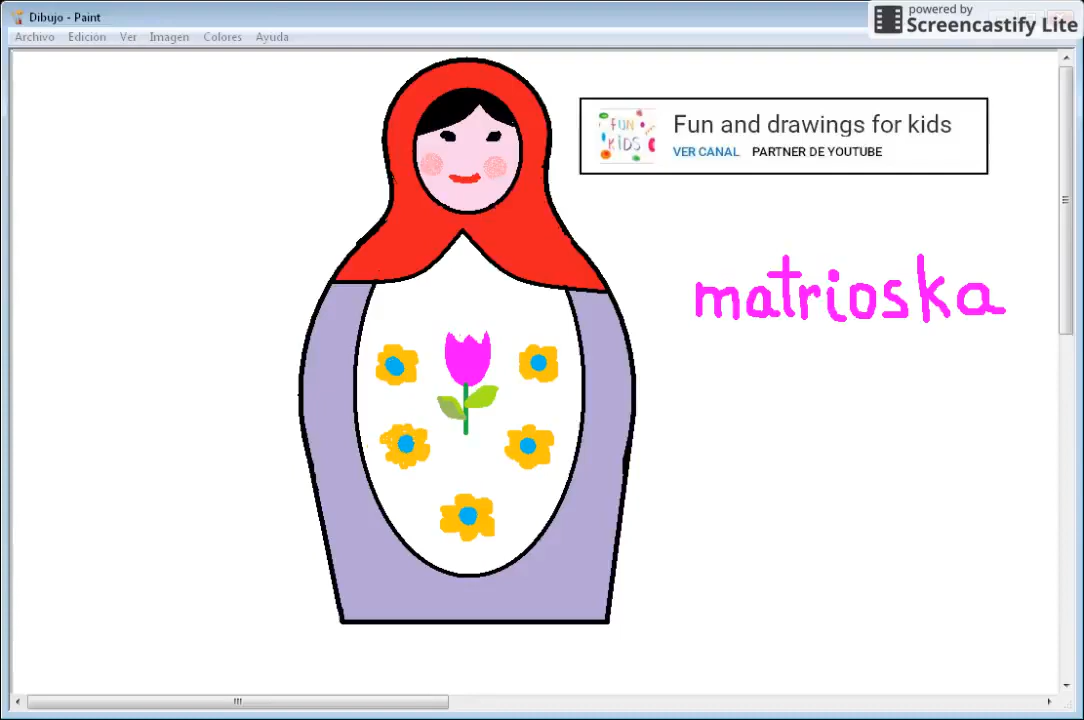 Dibujo - Paint
powered by
Screencastify Lite
Archivo Edición Ver Imagen Colores Ayuda
FUN
KiDS
Fun and drawings for kids
VER CANAL PARTNER DE YOUTUBE
matrioska